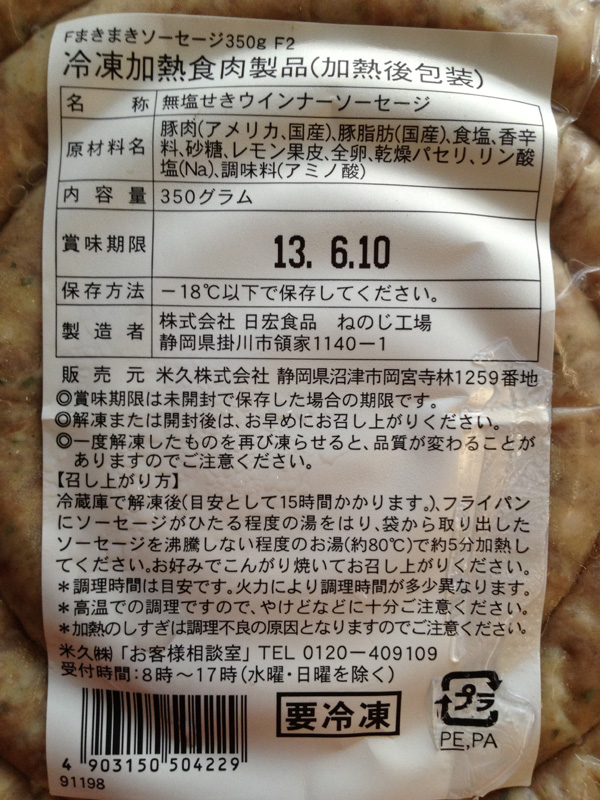 Fまきまきソーセージ350g F2
冷凍加熱食肉製品(加熱後包装)
名称 無塩せきウインナーソーセージ
原材料名 豚肉(アメリカ、国産)、豚脂肪(国産)、食塩、香辛
料、砂糖、レモン果皮、全卵、乾燥パセリ、リン酸
塩(Na)、調味料(アミノ酸)
内容量 350グラム
賞味期限 13. 6.10
保存方法 −18℃以下で保存してください。
製造者 株式会社 日宏食品 ねのじ工場
静岡県掛川市領家1140−1
販売元 米久株式会社 静岡県沼津市岡宮寺林1259番地
◎賞味期限は未開封で保存した場合の期限です。
◎解凍または開封後は、お早めにお召し上がりください。
◎一度解凍したものを再び凍らせると、品質が変わることが
ありますのでご注意ください。
【召し上がり方】
冷蔵庫で解凍後(目安として15時間かかります。)、フライパン
にソーセージがひたる程度の湯をはり、袋から取り出した
ソーセージを沸騰しない程度のお湯(約80℃)で約5分加熱し
てください。お好みでこんがり焼いてお召し上がりください。
*調理時間は目安です。火力により調理時間が多少異なります。
*高温での調理ですので、やけどなどに十分ご注意ください。
*加熱のしすぎは調理不良の原因となりますのでご注意ください。
米久㈱「お客様相談室」TEL 0120−409109
受付時間:8時〜17時(水曜・日曜を除く)
要冷凍
プラ
PE,PA
4 903150 504229
91198